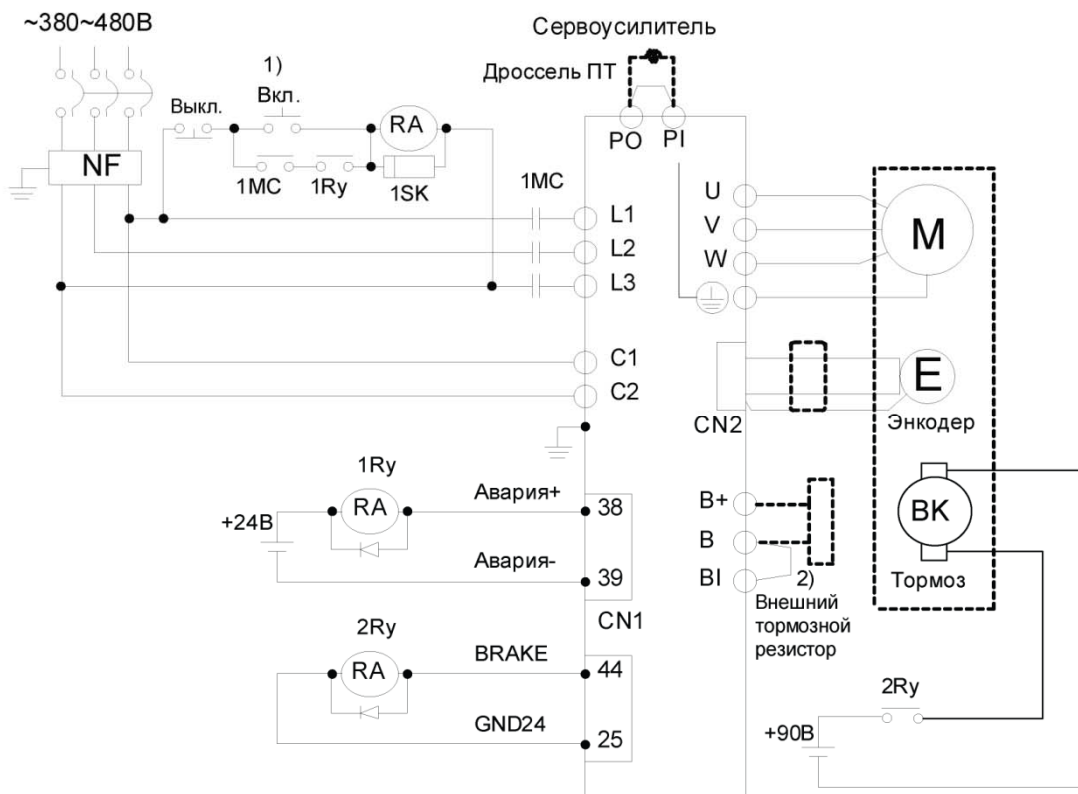 ~380~480В
Сервоусилитель
Дроссель ПТ
1)
Вкл.
Выкл.
RA
PO
PI
NF
1MC
1Ry
1SK
1MC
L1
L2
L3
C1
C2
U
V
W
M
E
CN2
Энкодер
1Ry
RA
+24В
Авария+
38
Авария-
39
CN1
B+
B
BI
2)
Внешний
тормозной
резистор
BK
Тормоз
2Ry
RA
BRAKE
44
GND24
25
2Ry
+90В